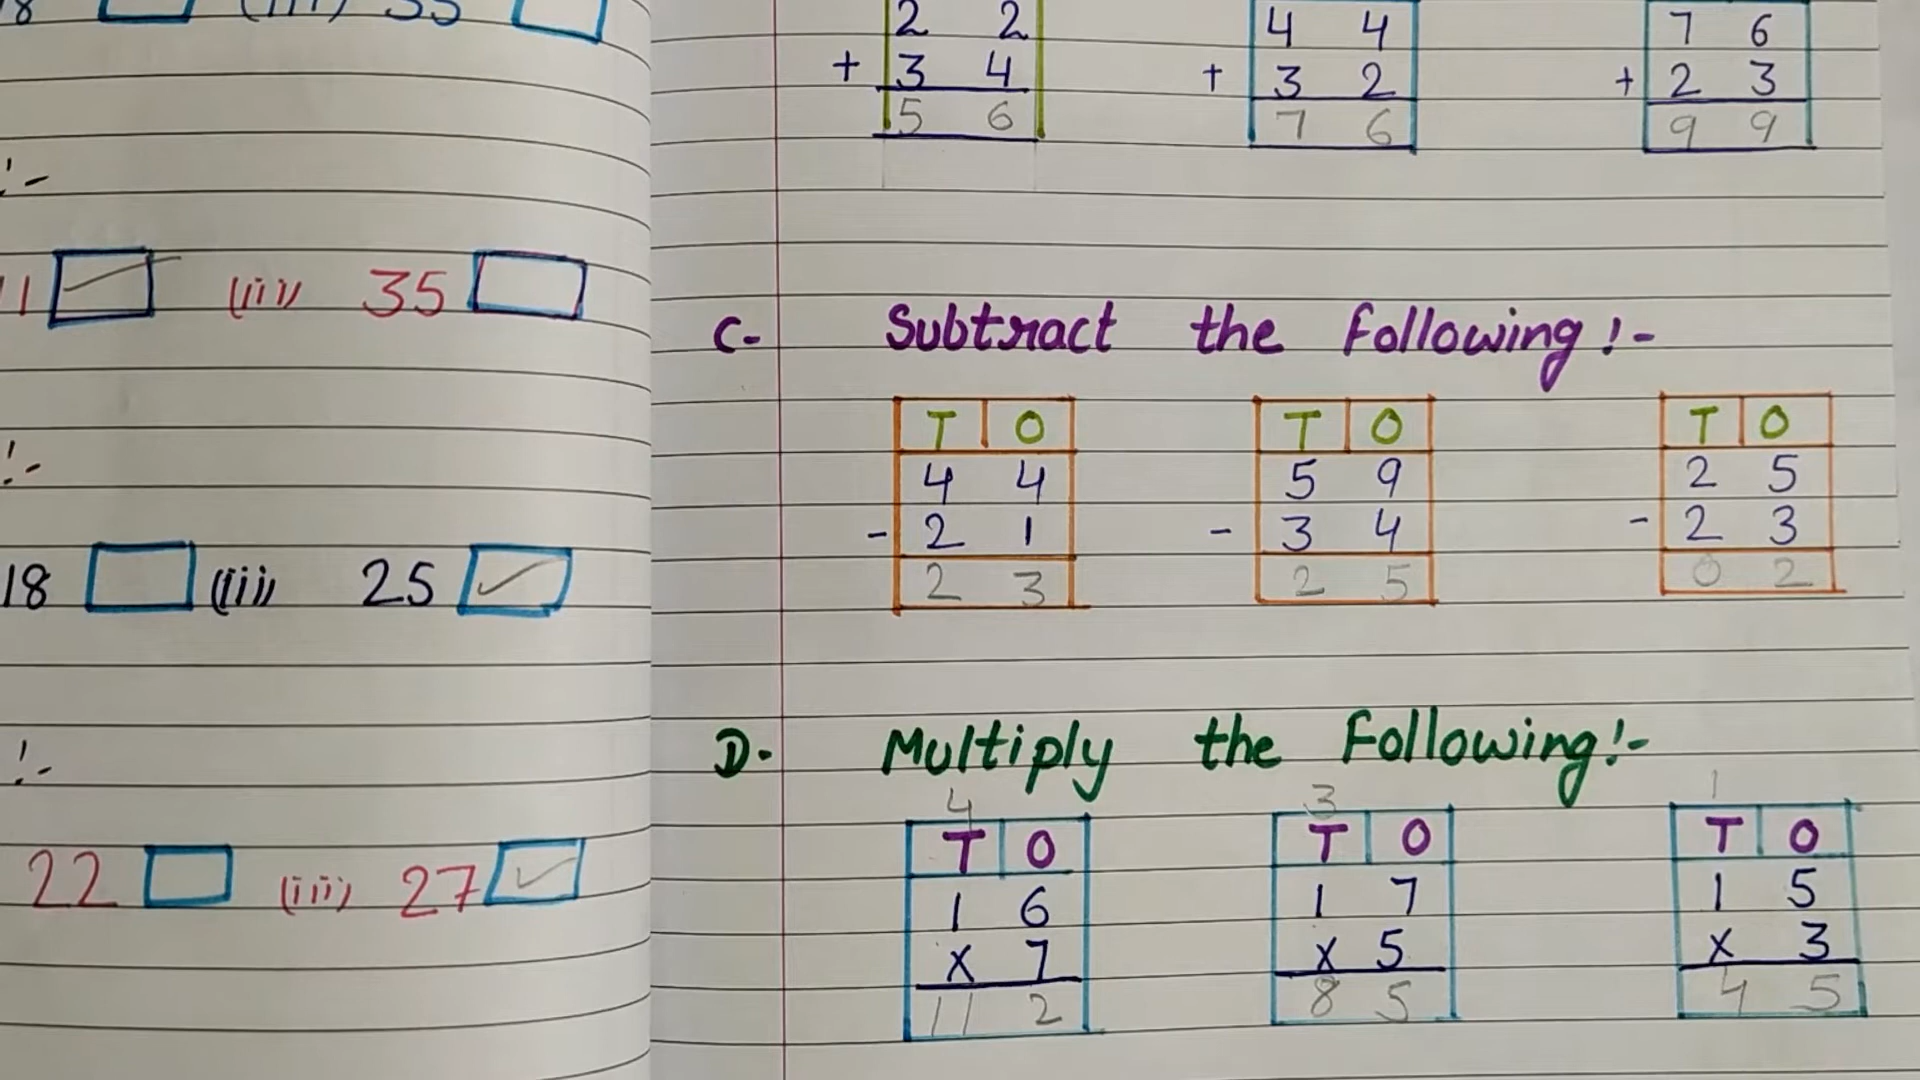 8 (iii) 35
:-
11 (ii) 35
:-
18 (ii) 25
:-
22 (iii) 27
2 2 4 4 7 6
+ 3 4 + 3 2 + 2 3
5 6 7 6 9 9
C- Subtract the following :-
T O T O T O
4 4 5 9 2 5
- 2 1 - 3 4 - 2 3
2 3 2 5 0 2
D- Multiply the following :-
4 3 1
T O T O T O
1 6 1 7 1 5
x 7 x 5 x 3
11 2 8 5 4 5